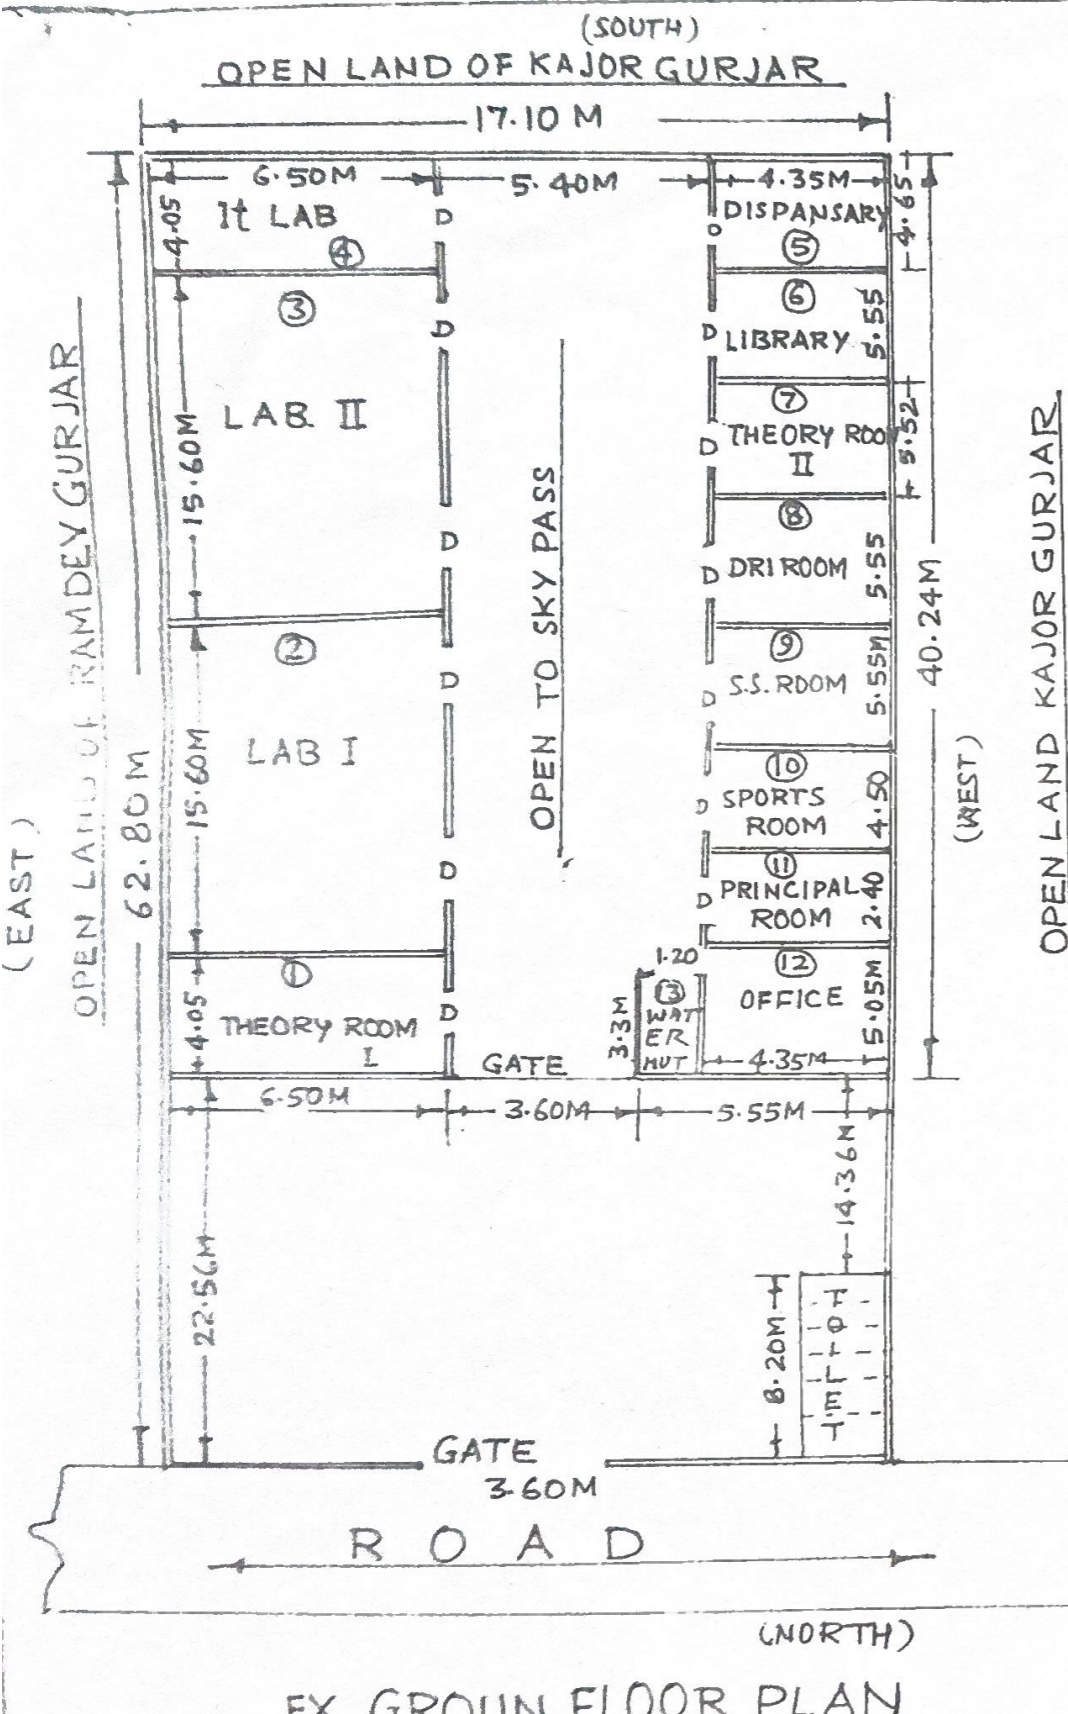 (SOUTH)
OPEN LAND OF KAJOR GURJAR
17.10 M
6.50M
5.40M
4.35M
4.05
It LAB
4
D
D
DISPANSARY
5
4.65
3
LAB II
15.60M
D
D
6
LIBRARY
5.55
7
THEORY ROO
II
D
5.52
8
DRI ROOM
D
5.55
D
OPEN TO SKY PASS
40.24M
(WEST)
OPEN LAND KAJOR GURJAR
(EAST)
OPEN LAND OF RAMDEY GURJAR
62.80M
2
LAB I
15.60M
D
D
9
S.S. ROOM
D
5.55M
10
SPORTS
ROOM
D
4.50
11
PRINCIPAL
ROOM
D
2.40
1
THEORY ROOM
I
4.05
D
GATE
1.20
3.3M
13
WAT
ER
HUT
12
OFFICE
5.05M
4.35M
6.50M
3.60M
5.55M
14.36M
22.56M
8.20M
TOILET
GATE
3.60M
ROAD
(NORTH)
EX GROUN FLOOR PLAN